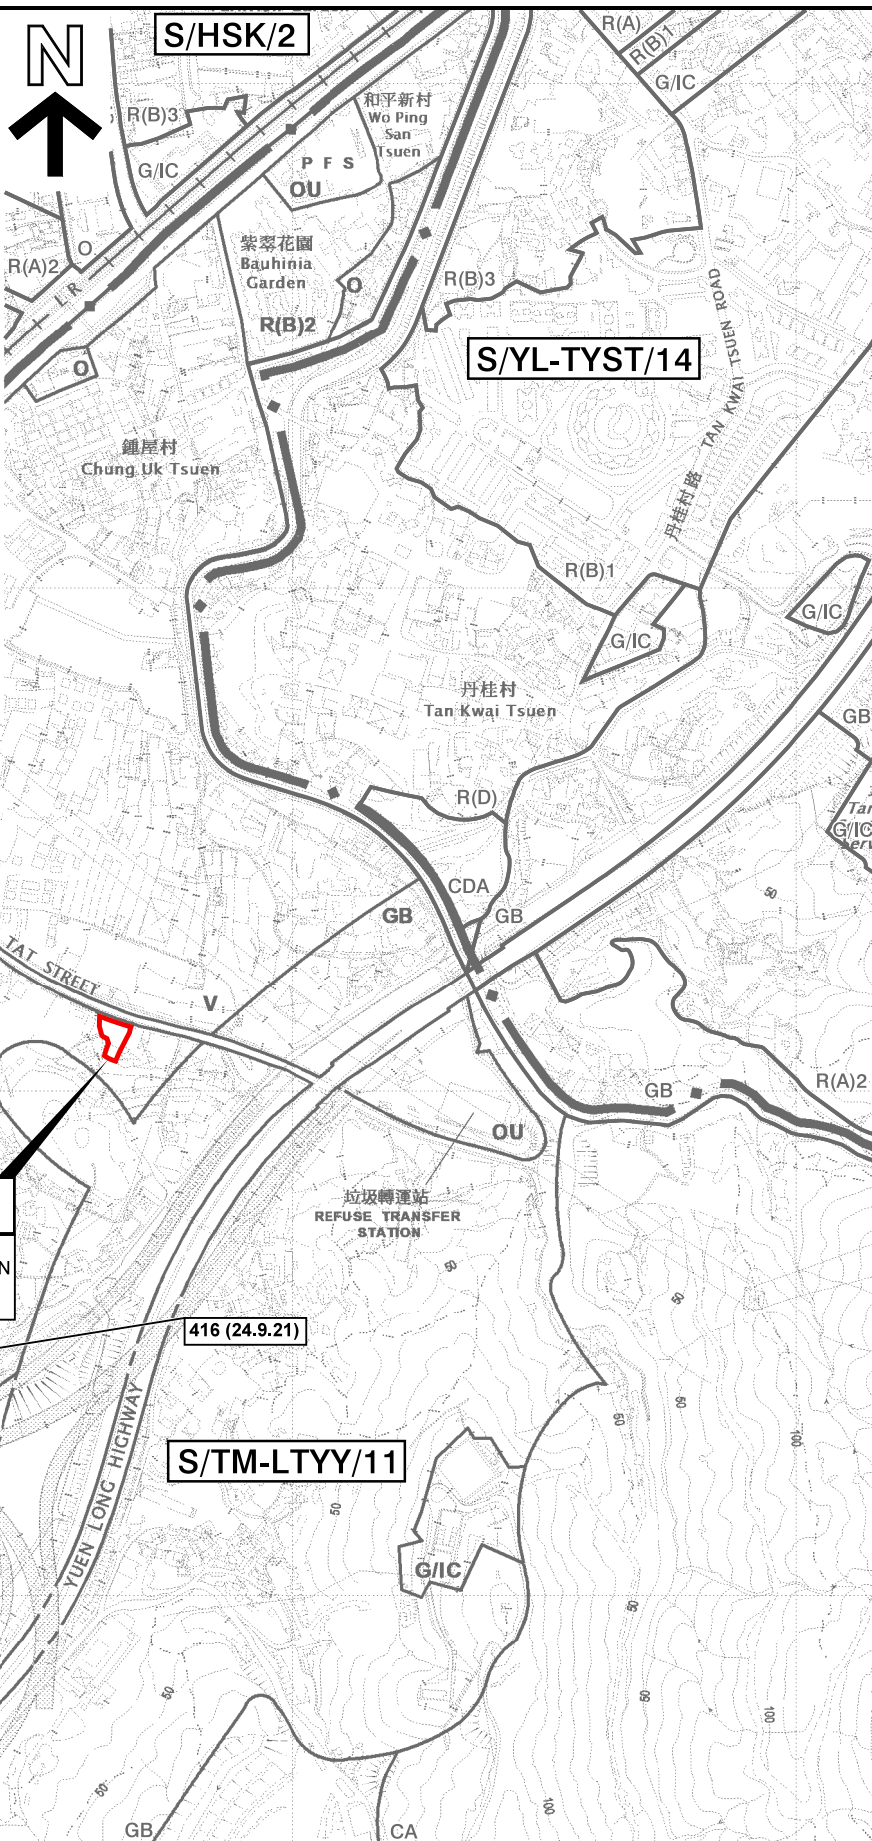 S/HSK/2
N
R(A)
R(B)1
G/IC
R(B)3
G/IC
和平新村
Wo Ping
San
Tsuen
P F S
OU
O
R(A)2
L R
紫翠花園
Bauhinia
Garden
O
R(B)2
R(B)3
S/YL-TYST/14
O
鍾屋村
Chung Uk Tsuen
丹桂村路 TAN KWAI TSUEN ROAD
R(B)1
G/IC
G/IC
丹桂村
Tan Kwai Tsuen
GB
R(D)
G/IC
CDA
GB
GB
50
TAT STREET
V
GB
R(A)2
OU
垃圾轉運站
REFUSE TRANSFER
STATION
50
50
N
416 (24.9.21)
YUEN LONG HIGHWAY
50
50
100
S/TM-LTYY/11
50
G/IC
50
50
50
100
50
100
GB
CA